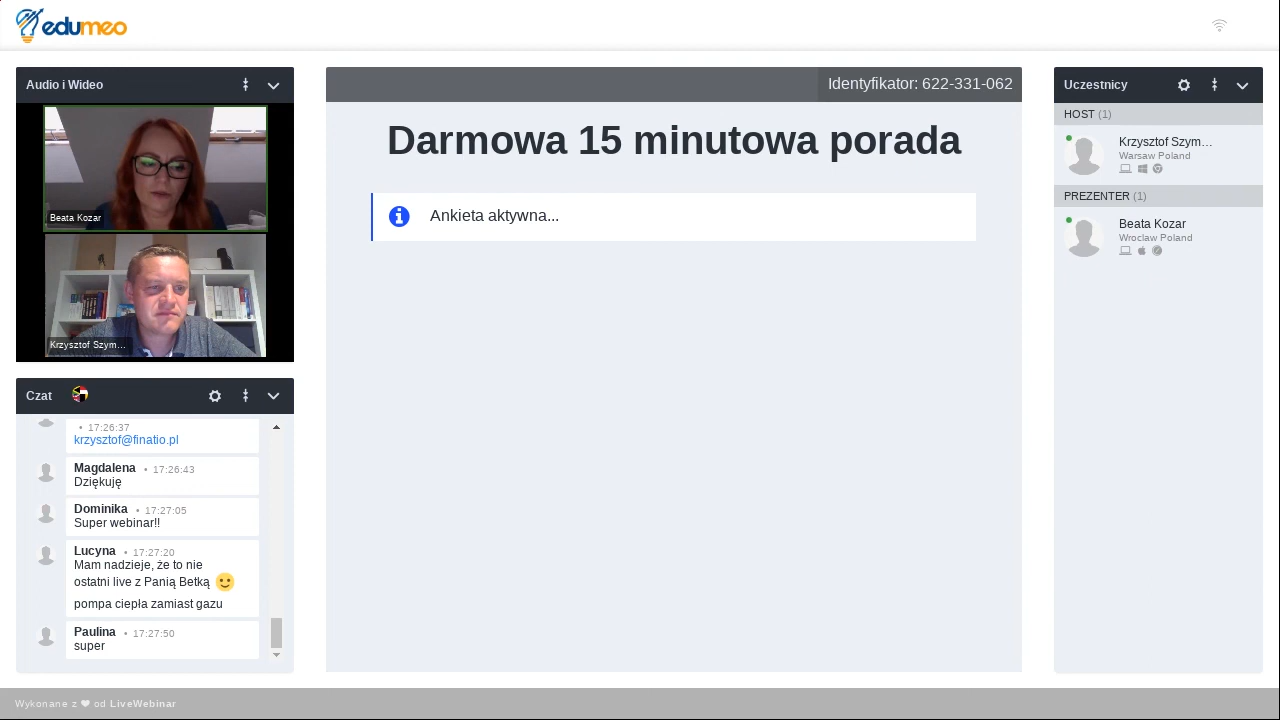 edumeo
Audio i Wideo
Beata Kozar
Krzysztof Szym...
Czat
• 17:26:37
krzysztof@finatio.pl
Magdalena • 17:26:43
Dziękuję
Dominika • 17:27:05
Super webinar!!
Lucyna • 17:27:20
Mam nadzieje, że to nie
ostatni live z Panią Betką
pompa ciepła zamiast gazu
Paulina • 17:27:50
super
Identyfikator: 622-331-062
Darmowa 15 minutowa porada
Ankieta aktywna...
Uczestnicy
HOST (1)
Krzysztof Szym...
Warsaw Poland
PREZENTER (1)
Beata Kozar
Wroclaw Poland
Wykonane z ❤ od LiveWebinar